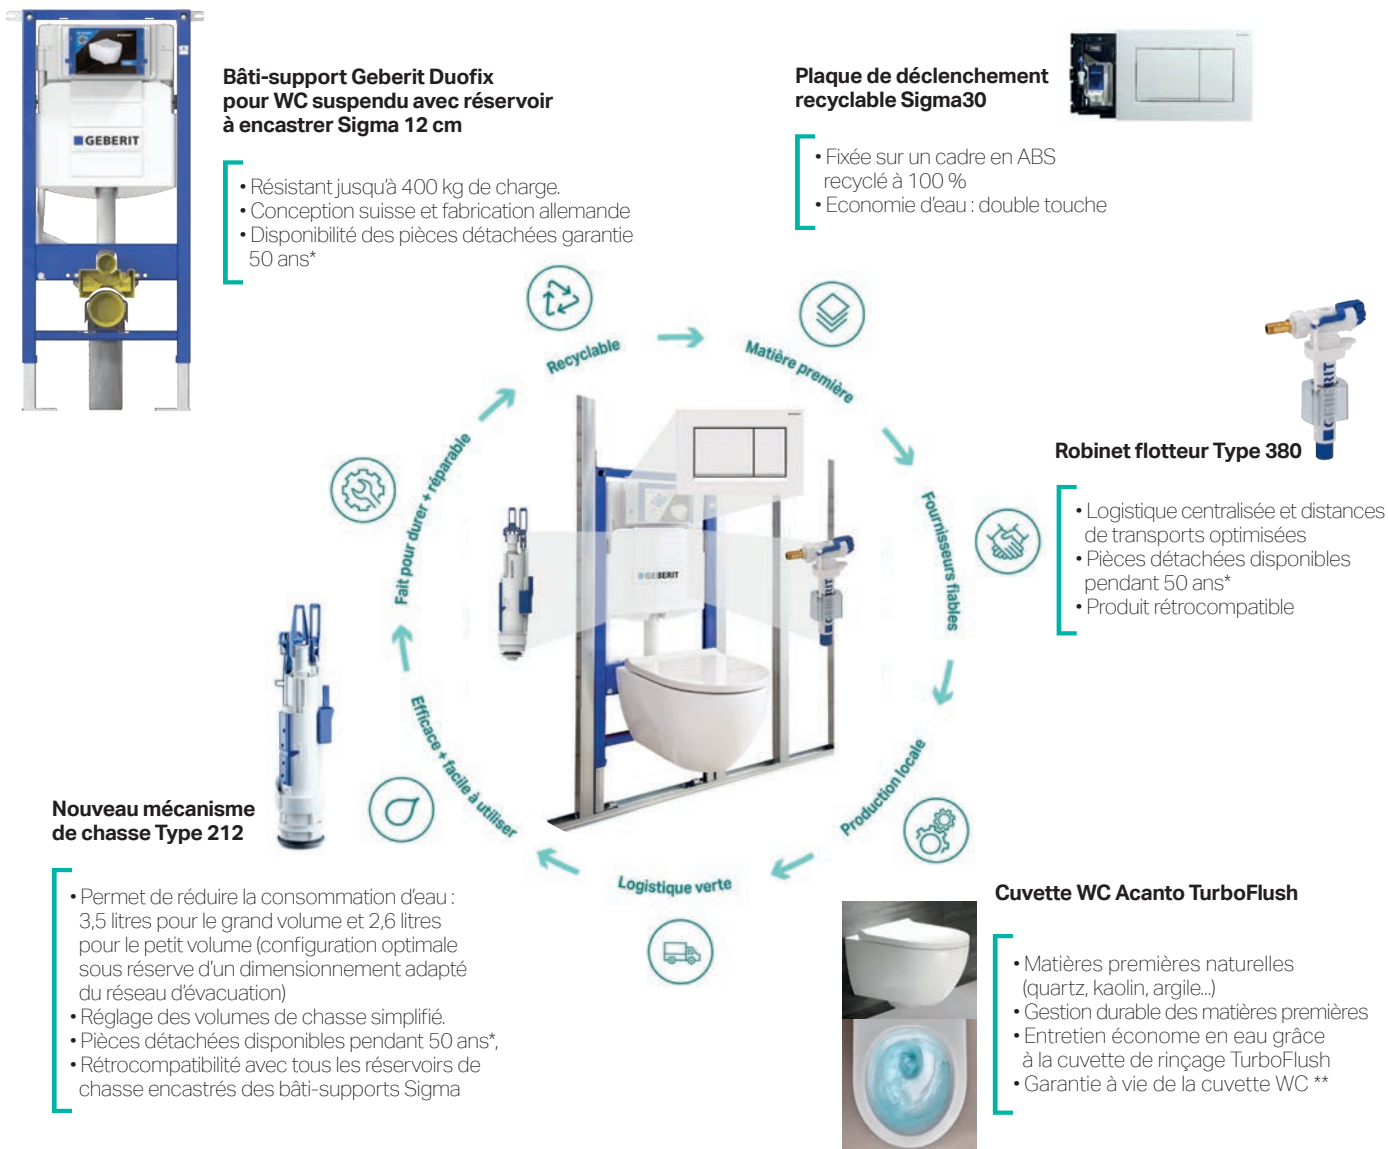 Bâti-support Geberit Duofix
pour WC suspendu avec réservoir
à encastrer Sigma 12 cm
• Résistant jusqu'à 400 kg de charge.
• Conception suisse et fabrication allemande
• Disponibilité des pièces détachées garantie
50 ans*
GEBERIT
Plaque de déclenchement
recyclable Sigma30
• Fixée sur un cadre en ABS
recyclé à 100 %
• Economie d'eau : double touche
Recyclable
Matière première
Fournisseurs fiables
Production locale
Logistique verte
Efficace + facile à utiliser
Fait pour durer + réparable
GEBERIT
GEBERIT
Robinet flotteur Type 380
GEBERIT
• Logistique centralisée et distances
de transports optimisées
• Pièces détachées disponibles
pendant 50 ans*
• Produit rétrocompatible
Nouveau mécanisme
de chasse Type 212
• Permet de réduire la consommation d'eau :
3,5 litres pour le grand volume et 2,6 litres
pour le petit volume (configuration optimale
sous réserve d'un dimensionnement adapté
du réseau d'évacuation)
• Réglage des volumes de chasse simplifié.
• Pièces détachées disponibles pendant 50 ans*,
• Rétrocompatibilité avec tous les réservoirs de
chasse encastrés des bâti-supports Sigma
Cuvette WC Acanto TurboFlush
• Matières premières naturelles
(quartz, kaolin, argile...)
• Gestion durable des matières premières
• Entretien économe en eau grâce
à la cuvette de rinçage TurboFlush
• Garantie à vie de la cuvette WC **